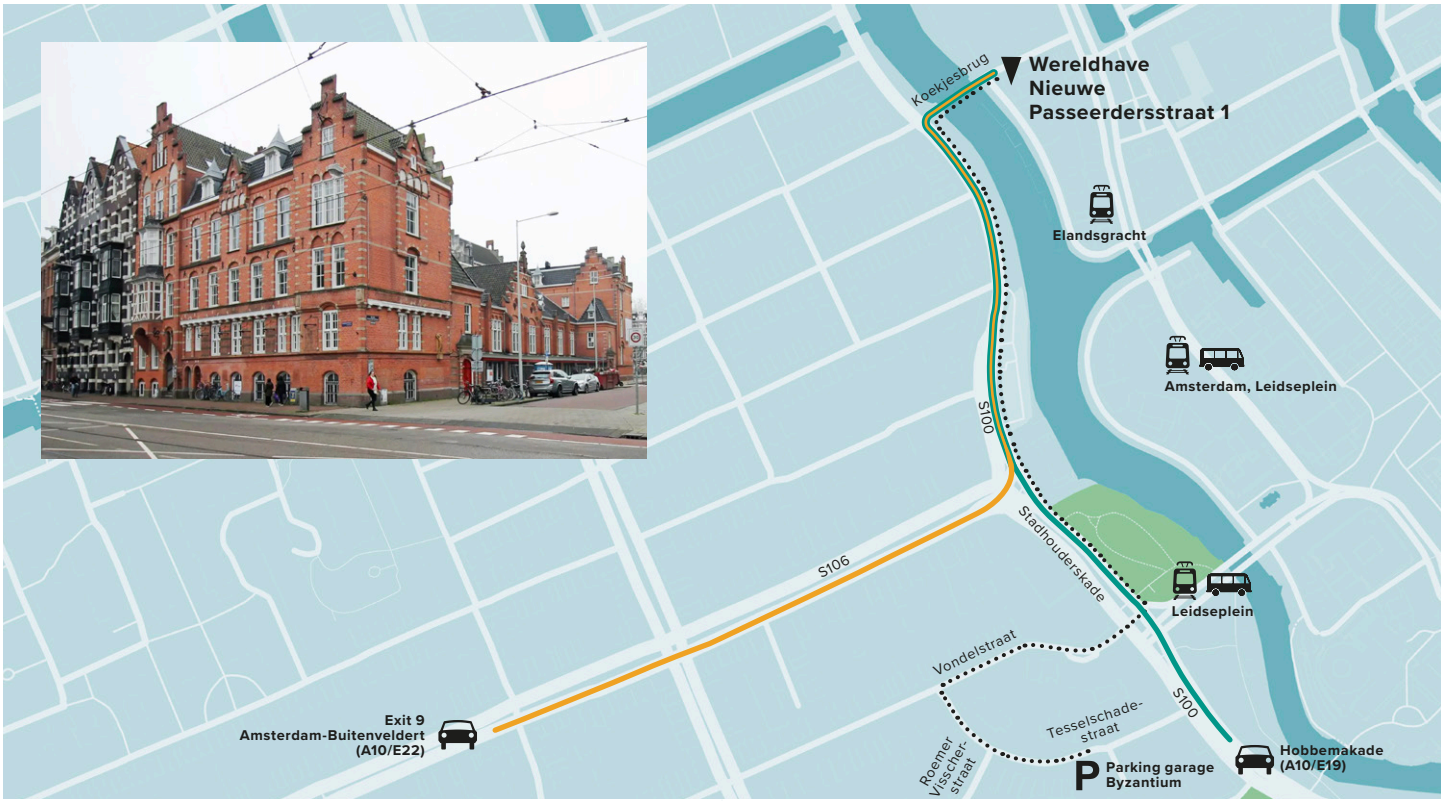 Koekjesbrug
Wereldhave
Nieuwe
Passeerdersstraat 1
Elandsgracht
Amsterdam, Leidseplein
S100
Stadhouderskade
S106
Leidseplein
Vondelstraat
S100
Exit 9
Amsterdam-Buitenveldert
(A10/E22)
Tesselschade-
straat
Roemer
Visscher-
straat
P Parking garage
Byzantium
Hobbemakade
(A10/E19)